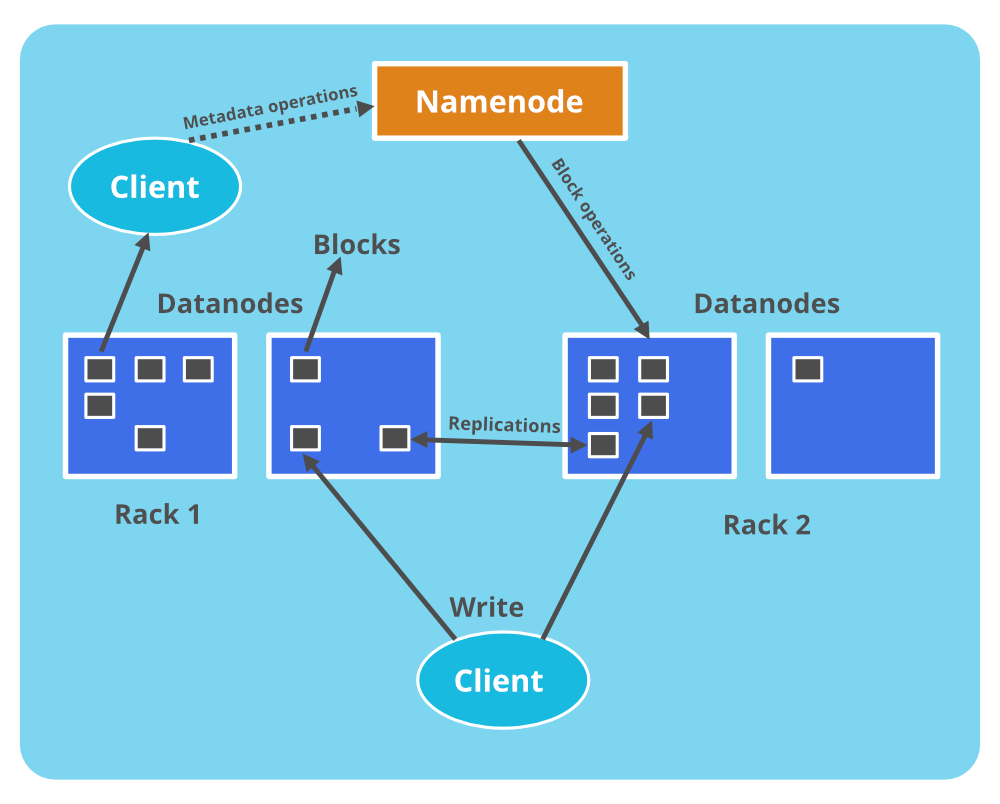 Namenode
Metadata operations
Client
Block operations
Blocks
Datanodes
Datanodes
Replications
Rack 1
Rack 2
Write
Client